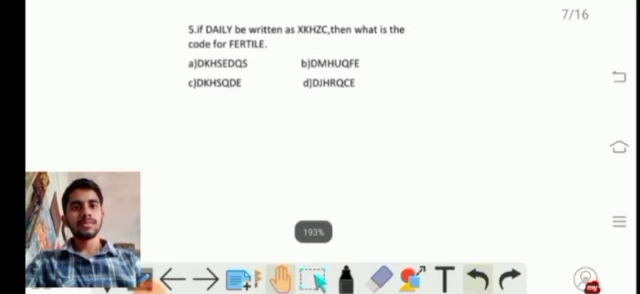 7/16
5.if DAILY be written as XKHZC,then what is the
code for FERTILE.
a)DKHSEDQS b)DMHUQFE
c)DKHSQDE d)DJHRQCE
193%
T
my